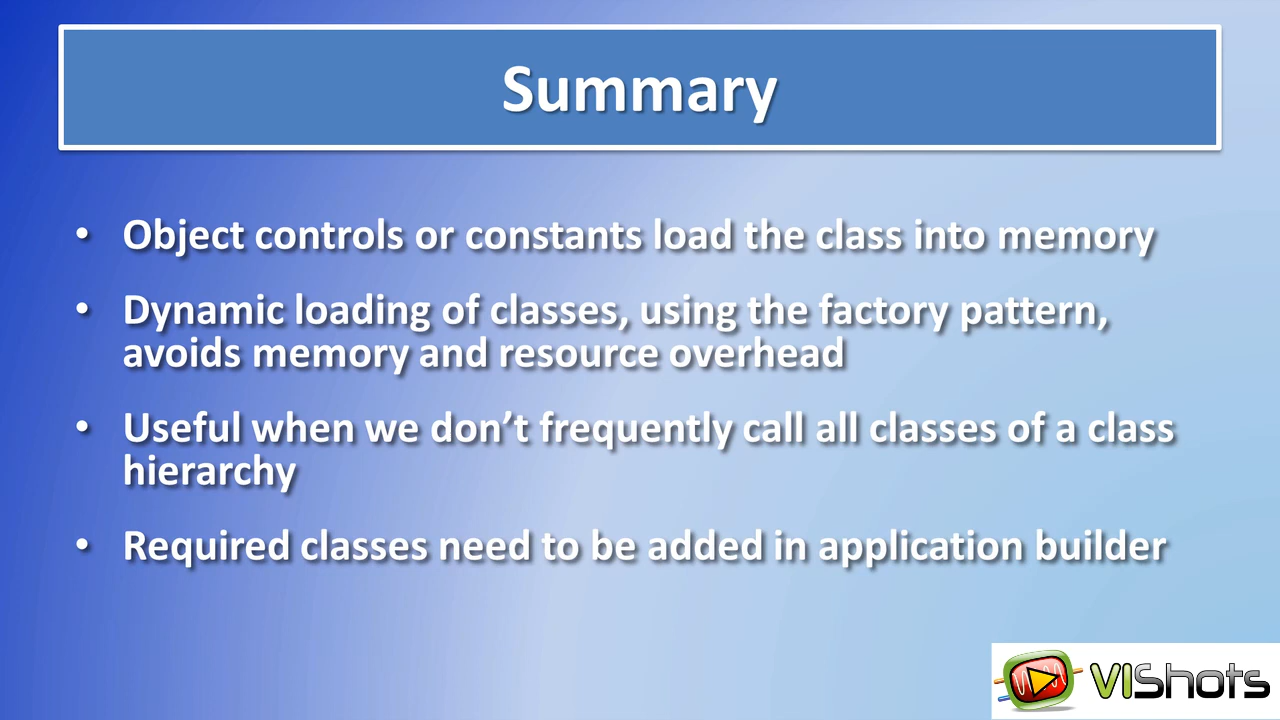 Summary
• Object controls or constants load the class into memory
• Dynamic loading of classes, using the factory pattern,
avoids memory and resource overhead
• Useful when we don’t frequently call all classes of a class
hierarchy
• Required classes need to be added in application builder
VIShots